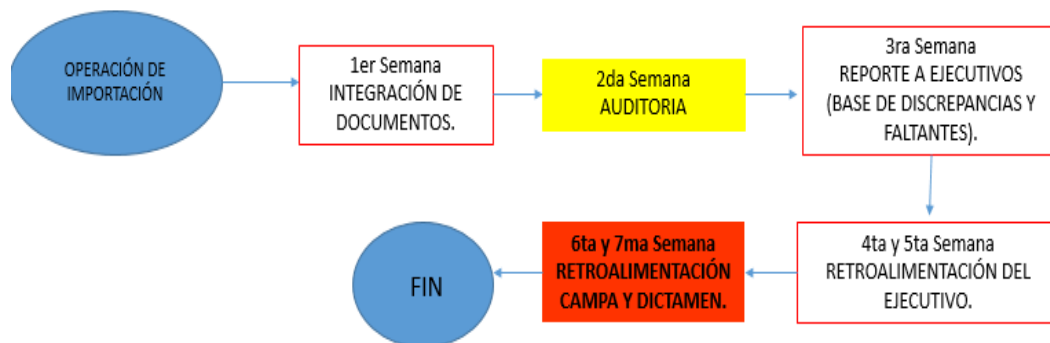 OPERACIÓN DE
IMPORTACIÓN
1er Semana
INTEGRACIÓN DE
DOCUMENTOS.
2da Semana
AUDITORIA
3ra Semana
REPORTE A EJECUTIVOS
(BASE DE DISCREPANCIAS Y
FALTANTES).
4ta y 5ta Semana
RETROALIMENTACIÓN DEL
EJECUTIVO.
6ta y 7ma Semana
RETROALIMENTACIÓN
CAMPA Y DICTAMEN.
FIN